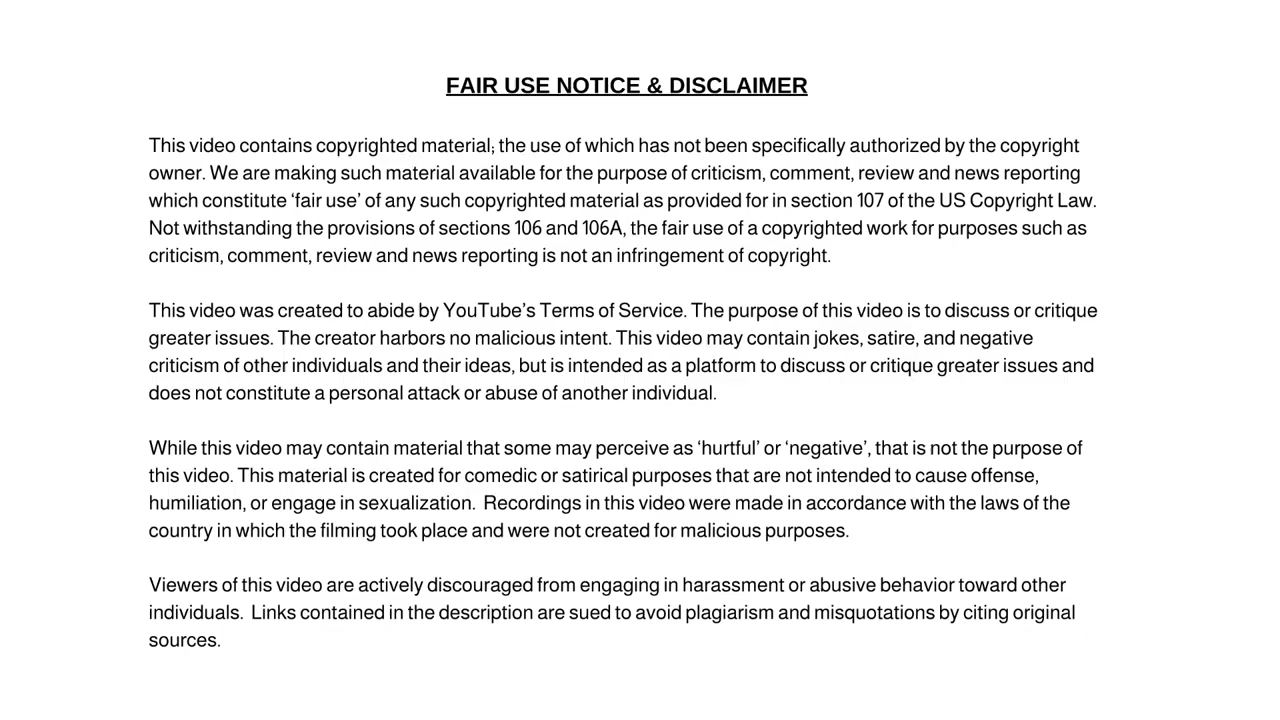 FAIR USE NOTICE & DISCLAIMER
This video contains copyrighted material; the use of which has not been specifically authorized by the copyright
owner. We are making such material available for the purpose of criticism, comment, review and news reporting
which constitute ‘fair use’ of any such copyrighted material as provided for in section 107 of the US Copyright Law.
Not withstanding the provisions of sections 106 and 106A, the fair use of a copyrighted work for purposes such as
criticism, comment, review and news reporting is not an infringement of copyright.
This video was created to abide by YouTube’s Terms of Service. The purpose of this video is to discuss or critique
greater issues. The creator harbors no malicious intent. This video may contain jokes, satire, and negative
criticism of other individuals and their ideas, but is intended as a platform to discuss or critique greater issues and
does not constitute a personal attack or abuse of another individual.
While this video may contain material that some may perceive as ‘hurtful’ or ‘negative’, that is not the purpose of
this video. This material is created for comedic or satirical purposes that are not intended to cause offense,
humiliation, or engage in sexualization.  Recordings in this video were made in accordance with the laws of the
country in which the filming took place and were not created for malicious purposes.
Viewers of this video are actively discouraged from engaging in harassment or abusive behavior toward other
individuals.  Links contained in the description are sued to avoid plagiarism and misquotations by citing original
sources.